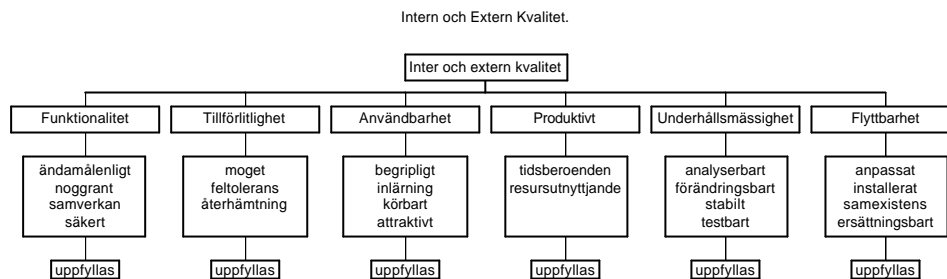 Intern och Extern Kvalitet.
Inter och extern kvalitet
Funktionalitet
Tillförlitlighet
Användbarhet
Produktivt
Underhållsmässighet
Flyttbarhet
ändamålenligt
noggrant
samverkan
säkert
moget
feltolerans
återhämtning
begripligt
inlärning
körbart
attraktivt
tidsberoenden
resursutnyttjande
analyserbart
förändringsbart
stabilt
testbart
anpassat
installerat
samexistens
ersättningsbart
uppfyllas
uppfyllas
uppfyllas
uppfyllas
uppfyllas
uppfyllas